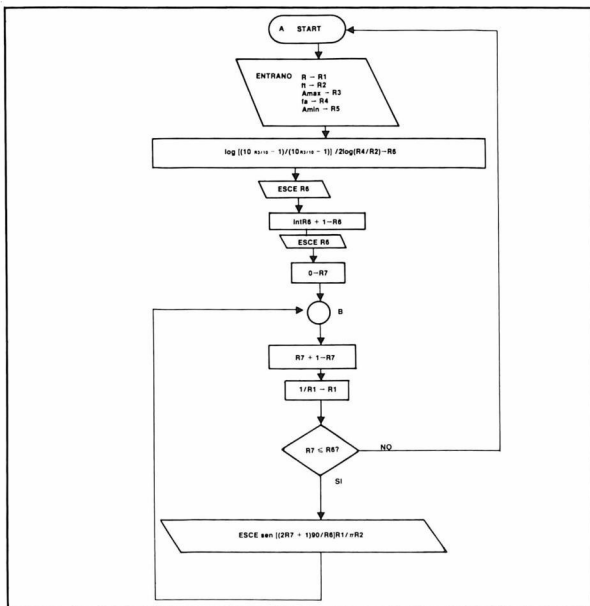 A START
ENTRANO R → R1
ft → R2
Amax → R3
fa → R4
Amin → R5
log [(10 R3/10 - 1)/(10 R3/10 - 1)] /2log(R4/R2)→R6
ESCE R6
IntR6 + 1→R6
ESCE R6
0→R7
B
R7 + 1→R7
1/R1 → R1
R7 ≤ R6?
NO
SI
ESCE sen [(2R7 + 1)90/R6]R1/πR2